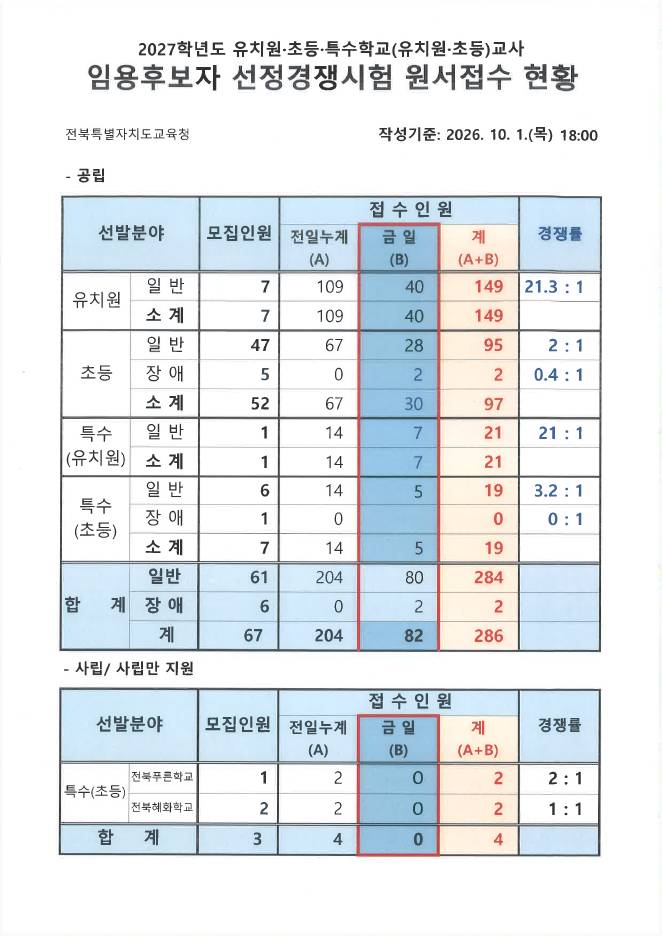 2027학년도 유치원·초등·특수학교(유치원·초등)교사
임용후보자 선정경쟁시험 원서접수 현황
전북특별자치도교육청 작성기준: 2026. 10. 1.(목) 18:00
- 공립
선발분야 모집인원 접 수 인 원 경쟁률
전일누계 (A) 금 일 (B) 계 (A+B)
유치원 일 반 7 109 40 149 21.3 : 1
소 계 7 109 40 149
초등 일 반 47 67 28 95 2 : 1
장 애 5 0 2 2 0.4 : 1
소 계 52 67 30 97
특수 (유치원) 일 반 1 14 7 21 21 : 1
소 계 1 14 7 21
특수 (초등) 일 반 6 14 5 19 3.2 : 1
장 애 1 0 0 0 : 1
소 계 7 14 5 19
합 계 일반 61 204 80 284
장 애 6 0 2 2
계 67 204 82 286
- 사립/ 사립만 지원
선발분야 모집인원 접 수 인 원 경쟁률
전일누계 (A) 금 일 (B) 계 (A+B)
특수(초등) 전북푸른학교 1 2 0 2 2 : 1
전북혜화학교 2 2 0 2 1 : 1
합 계 3 4 0 4